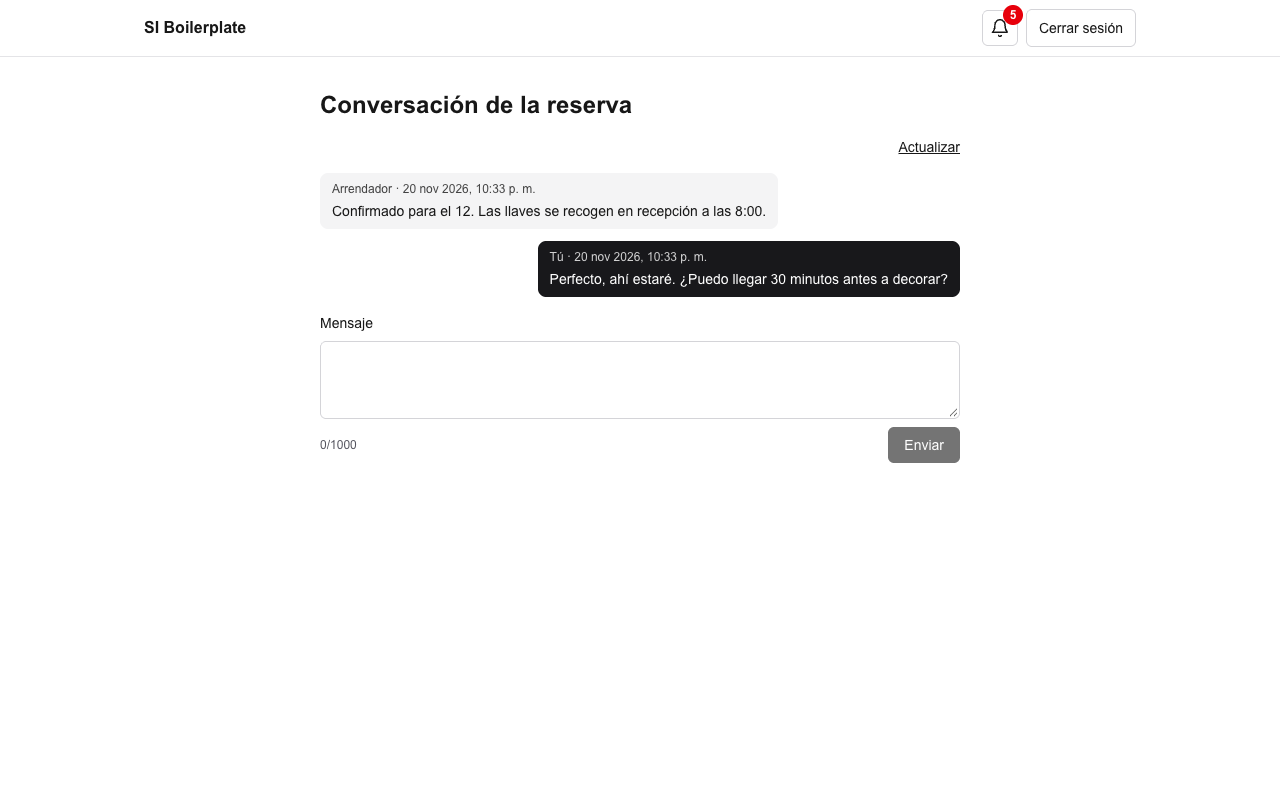 SI Boilerplate
5
Cerrar sesión
Conversación de la reserva
Actualizar
Arrendador · 20 nov 2026, 10:33 p. m.
Confirmado para el 12. Las llaves se recogen en recepción a las 8:00.
Tú · 20 nov 2026, 10:33 p. m.
Perfecto, ahí estaré. ¿Puedo llegar 30 minutos antes a decorar?
Mensaje
0/1000
Enviar